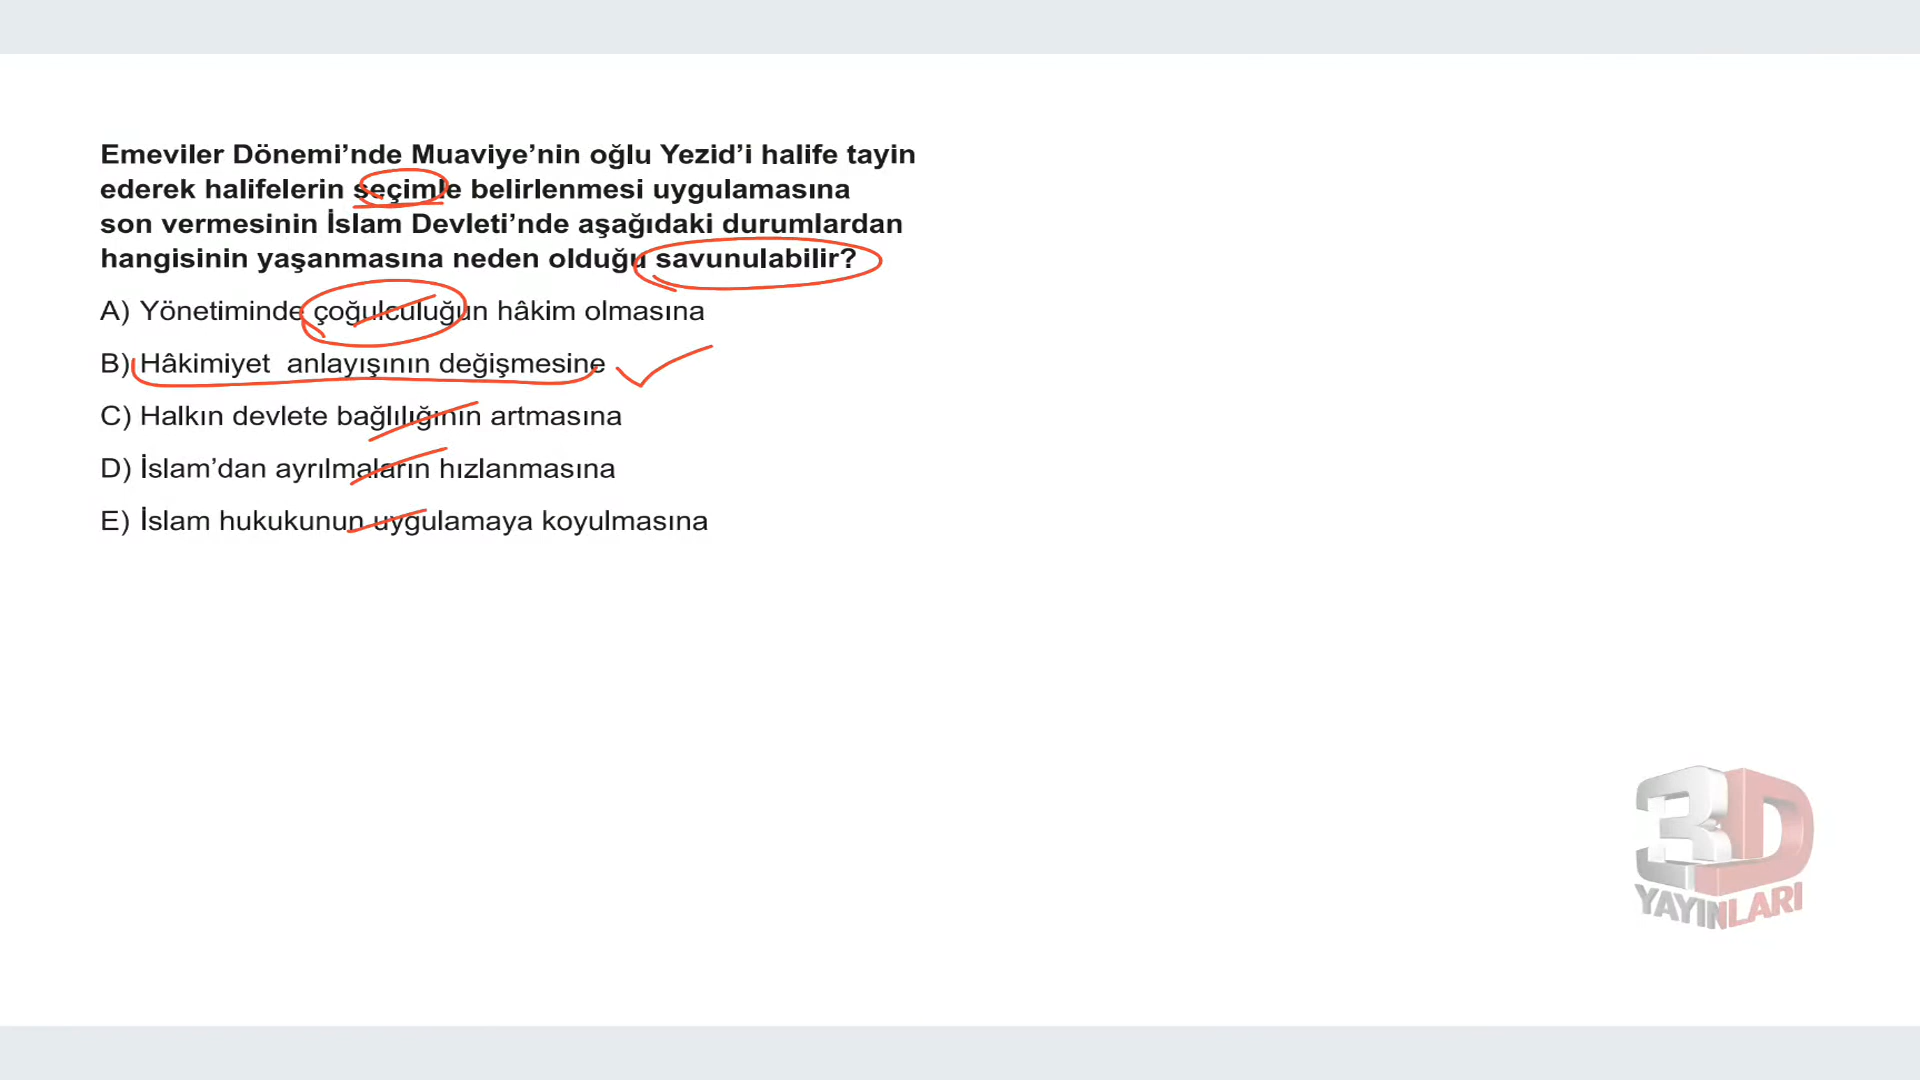 Emeviler Dönemi’nde Muaviye’nin oğlu Yezid’i halife tayin
ederek halifelerin seçimle belirlenmesi uygulamasına
son vermesinin İslam Devleti’nde aşağıdaki durumlardan
hangisinin yaşanmasına neden olduğu savunulabilir?
A) Yönetiminde çoğulculuğun hâkim olmasına
B) Hâkimiyet anlayışının değişmesine
C) Halkın devlete bağlılığının artmasına
D) İslam’dan ayrılmaların hızlanmasına
E) İslam hukukunun uygulamaya koyulmasına
3D
YAYINLARI